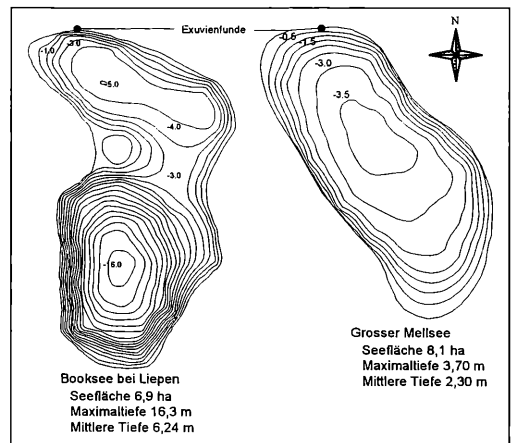 Exuvienfunde
N
-1.0
-3.0
-5.0
-4.0
-3.0
-16.0
-0.5
-1.5
-3.0
-3.5
Booksee bei Liepen
Seefläche 6,9 ha
Maximaltiefe 16,3 m
Mittlere Tiefe 6,24 m
Grosser Mellsee
Seefläche 8,1 ha
Maximaltiefe 3,70 m
Mittlere Tiefe 2,30 m